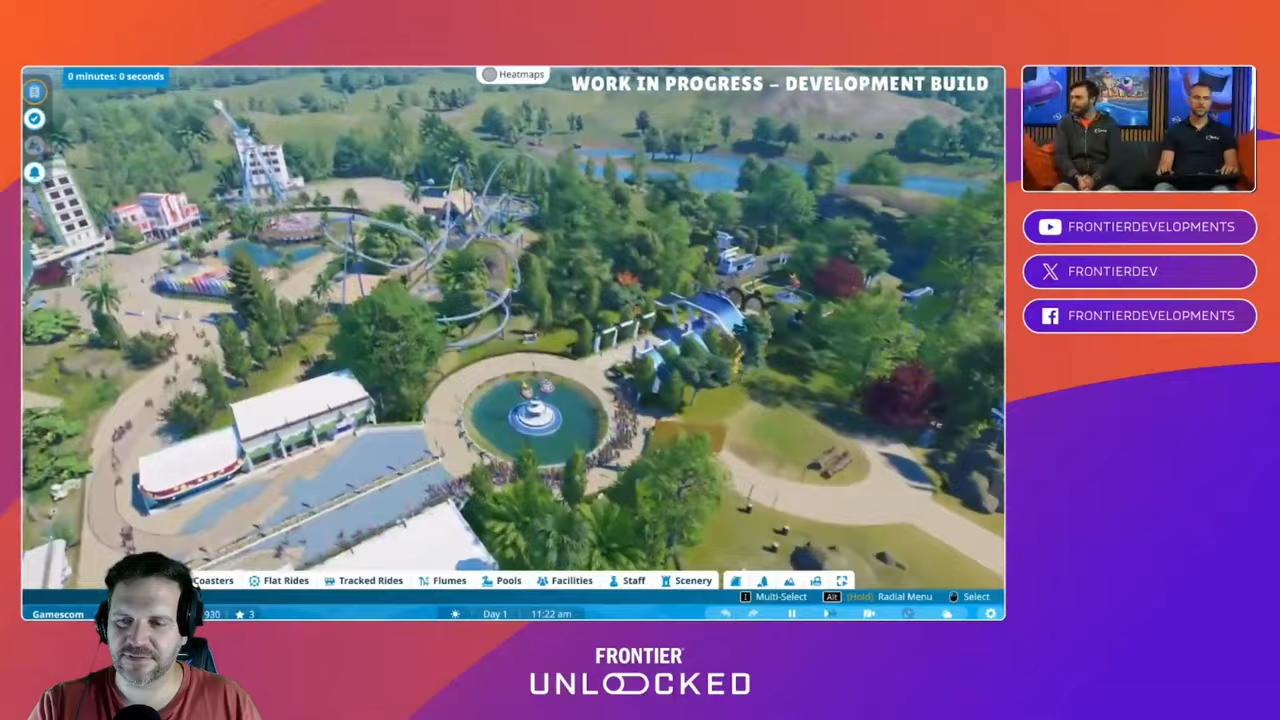 0 minutes: 0 seconds
Heatmaps
WORK IN PROGRESS – DEVELOPMENT BUILD
FRONTIERDEVELOPMENTS
FRONTIERDEV
FRONTIERDEVELOPMENTS
Coasters Flat Rides Tracked Rides Flumes Pools Facilities Staff Scenery
I Multi-Select Alt (Hold) Radial Menu Select
Gamescom 930 3 Day 1 11:22 am
FRONTIER
UNLOCKED